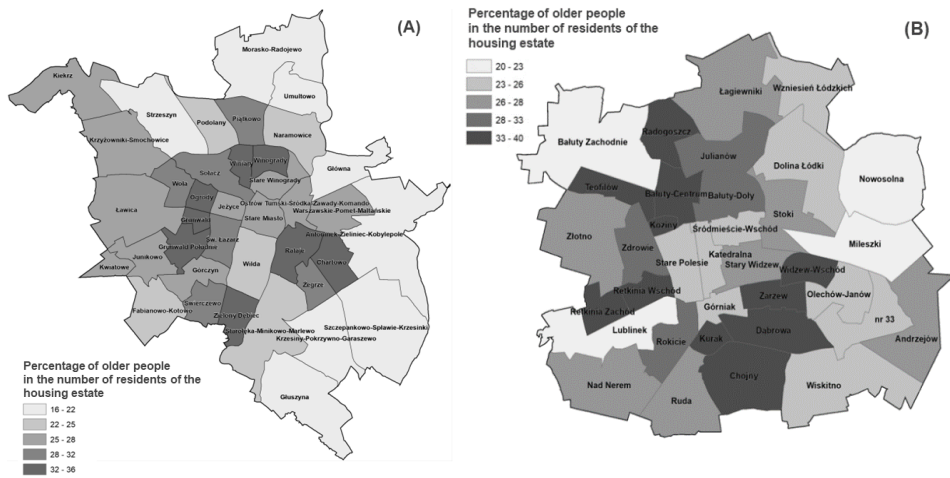 (A)
Morasko-Radojewo
Kiekrz
Umultowo
Strzeszyn
Podolany
Piątkowo
Naramowice
Krzyżowniki-Smochowice
Winiary
Winogrady
Główna
Sołacz
Stare Winogrady
Wola
Ogrody
Ostrów Tumski-Śródka
Zawady-Komando
Ławica
Jeżyce
Warszawskie-Pomet-Maltańskie
Grunwald
Stare Miasto
Antoninek-Zieliniec-Kobylepole
Św. Łazarz
Grunwald Południe
Rataje
Junikowo
Wilda
Chartowo
Kwiatowe
Górczyn
Żegrze
Świerczewo
Fabianowo-Kotowo
Zielony Dębiec
Starołęka-Minikowo-Marlewo
Szczepankowo-Spławie-Krzesinki
Krzesiny-Pokrzywno-Garaszewo
Głuszyna
Percentage of older people
in the number of residents of the
housing estate
16 - 22
22 - 25
25 - 28
28 - 32
32 - 36
Percentage of older people
in the number of residents of the
housing estate
20 - 23
23 - 26
26 - 28
28 - 33
33 - 40
(B)
Łagiewniki
Wzniesień Łódzkich
Radogoszcz
Bałuty Zachodnie
Julianów
Dolina Łódki
Nowosolna
Teofilów
Bałuty-Centrum
Bałuty-Doły
Stoki
Koziny
Śródmieście-Wschód
Złotno
Zdrowie
Mileszki
Katedralna
Stare Polesie
Stary Widzew
Widzew-Wschód
Retkinia Wschód
Zarzew
Olechów-Janów
Retkinia Zachód
Górniak
nr 33
Lublinek
Rokicie
Kurak
Dąbrowa
Andrzejów
Chojny
Nad Nerem
Wiskitno
Ruda